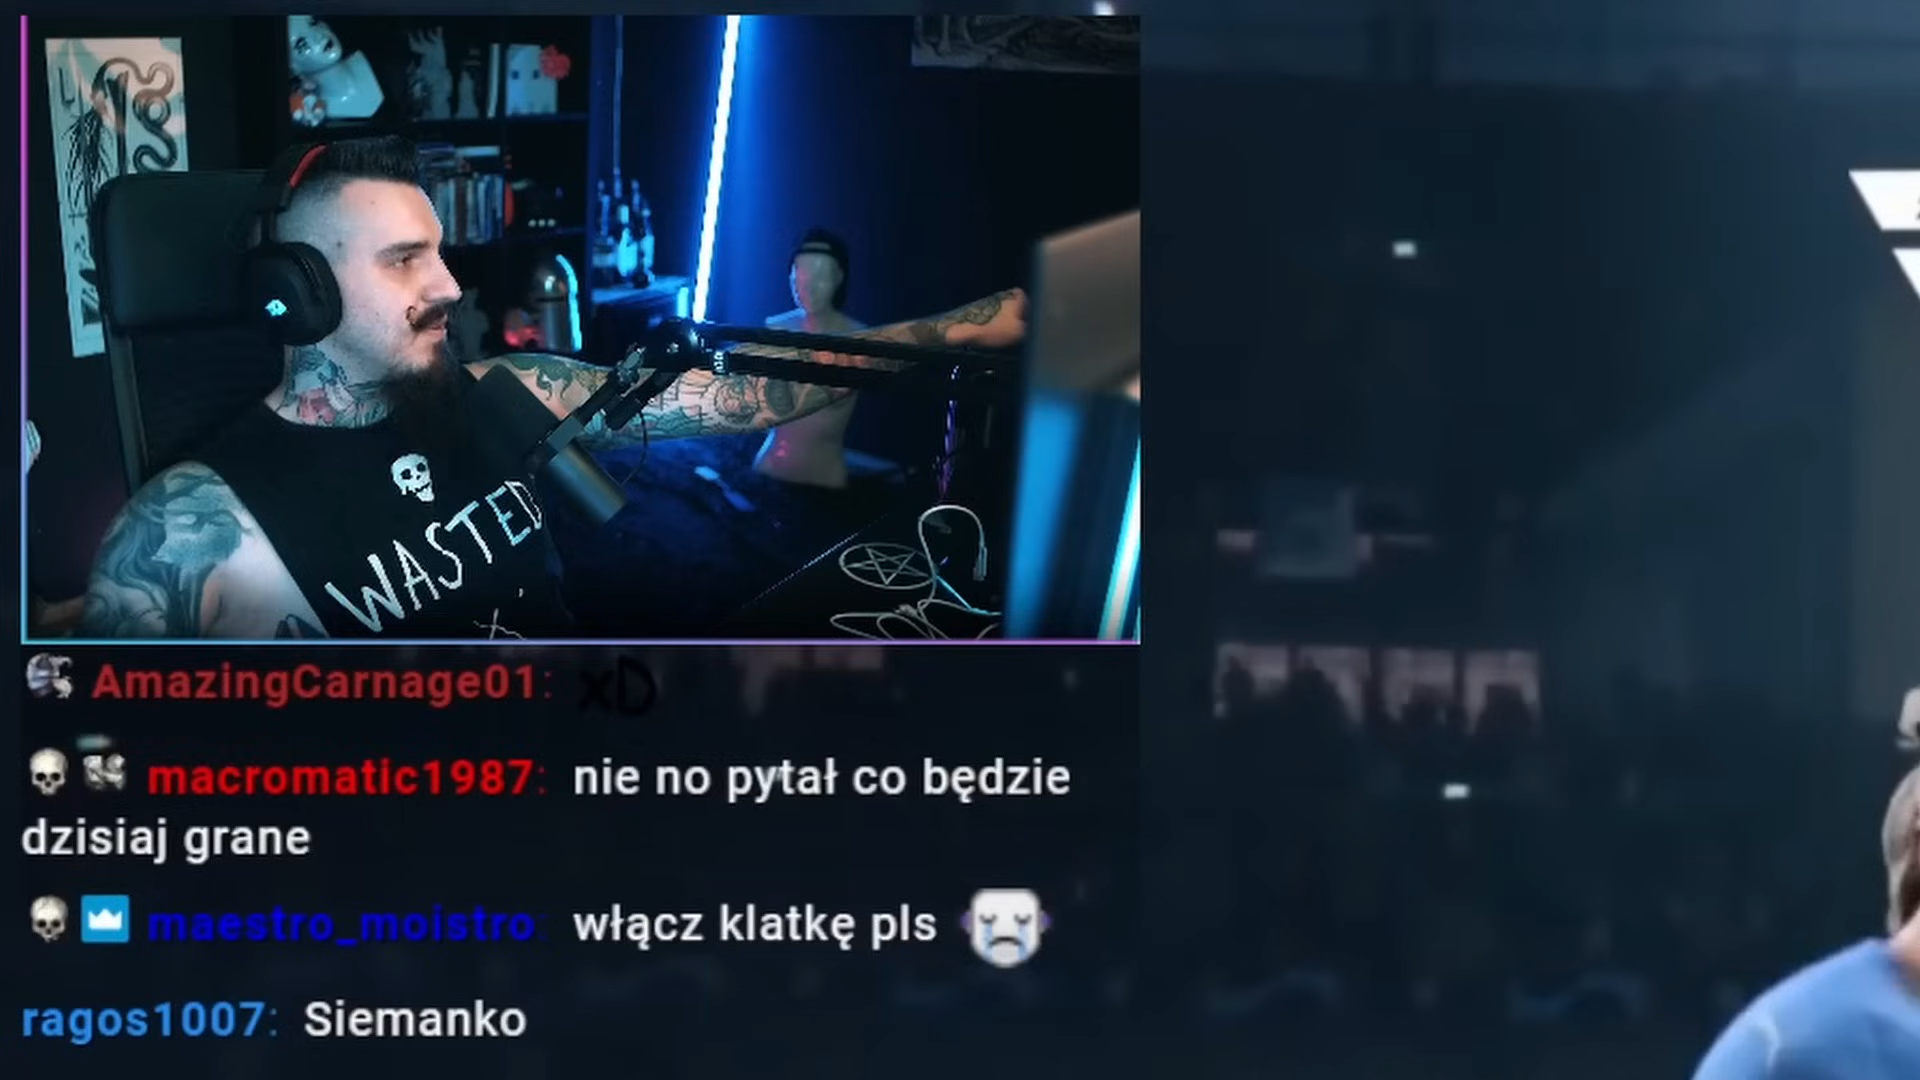 WASTED
AmazingCarnage01: xD
macromatic1987: nie no pytał co będzie
dzisiaj grane
maestro_moistro: włącz klatkę pls
ragos1007: Siemanko